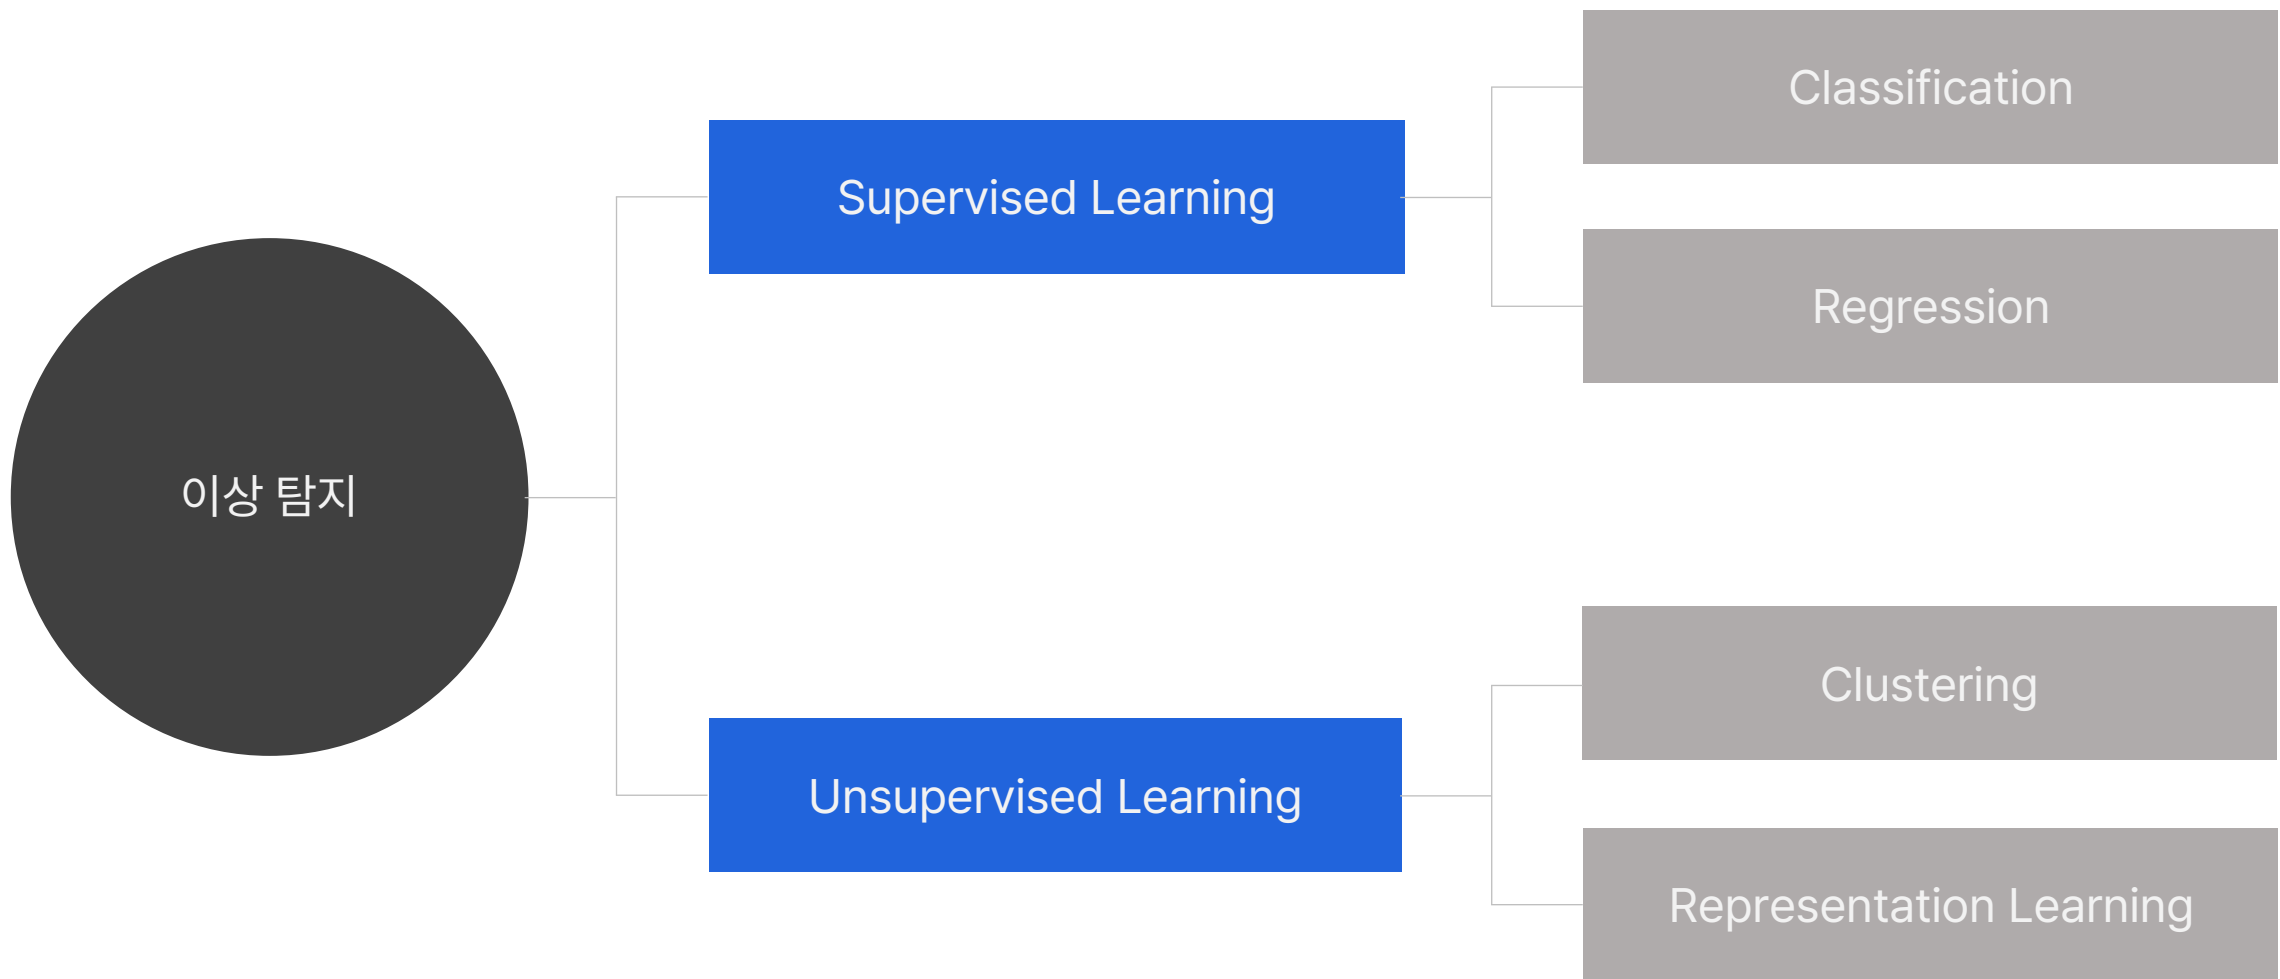 이상 탐지
Supervised Learning
Classification
Regression
Unsupervised Learning
Clustering
Representation Learning